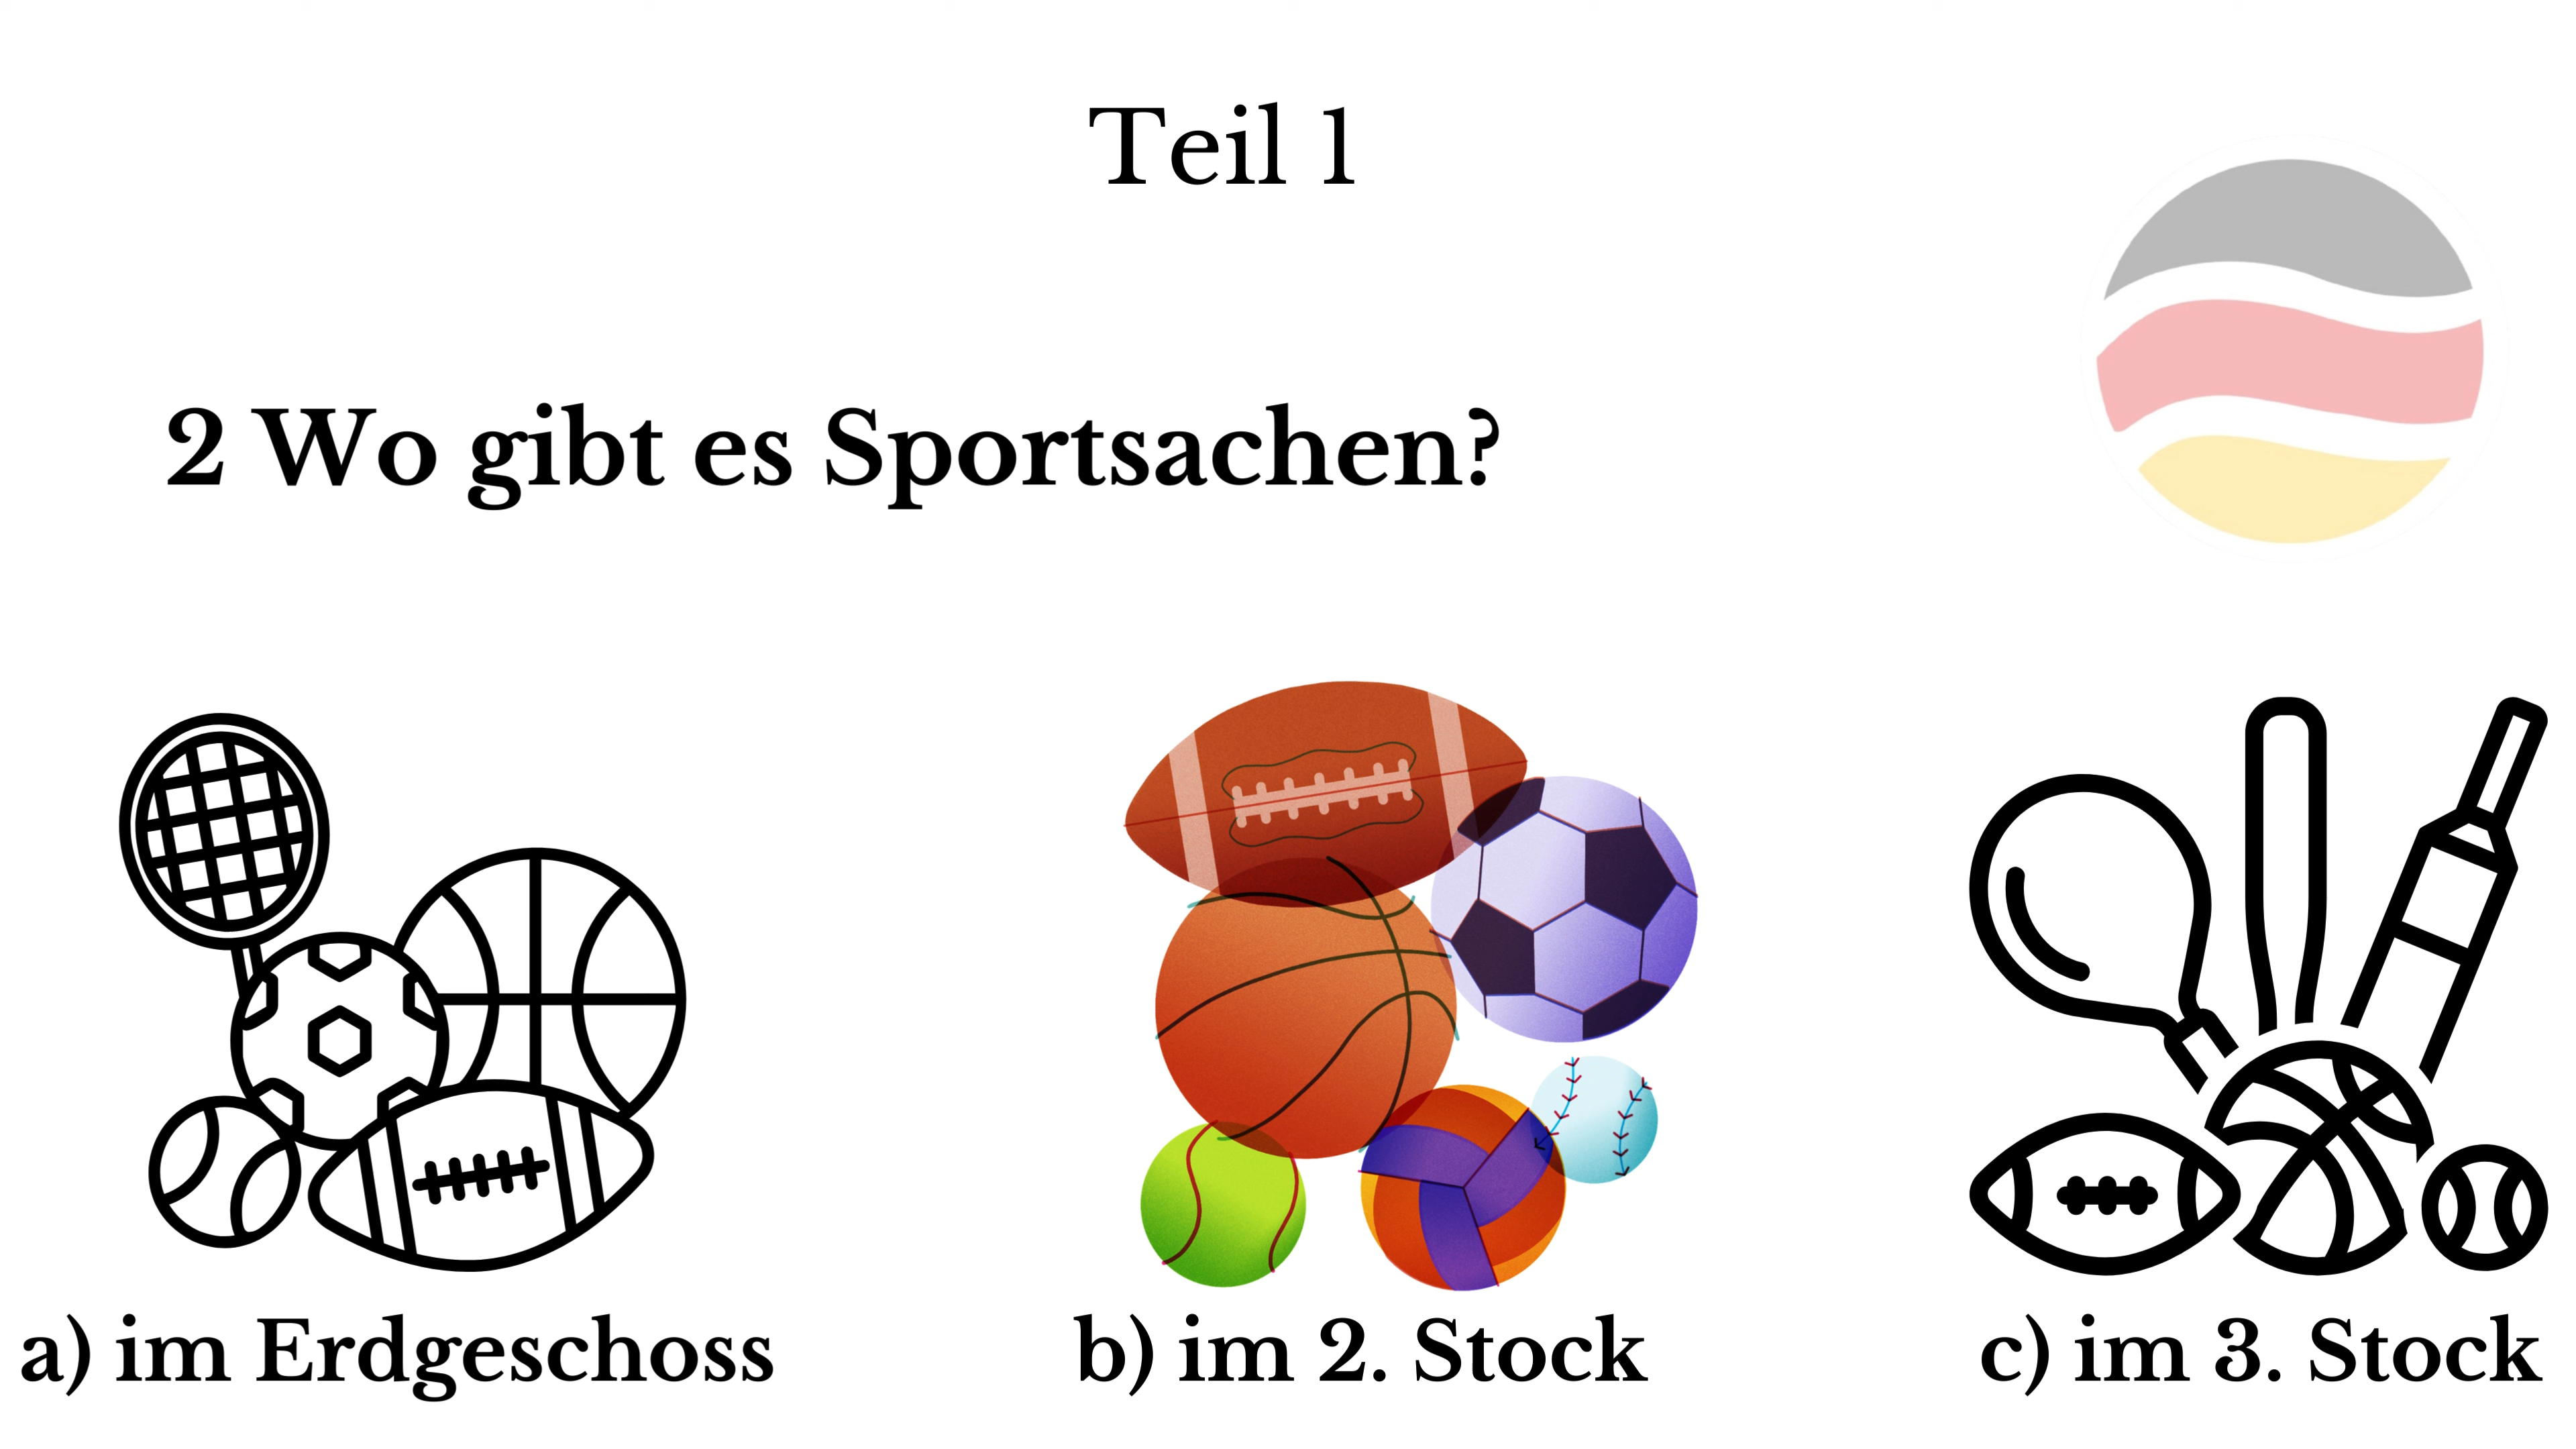 Teil 1
2 Wo gibt es Sportsachen?
a) im Erdgeschoss
b) im 2. Stock
c) im 3. Stock